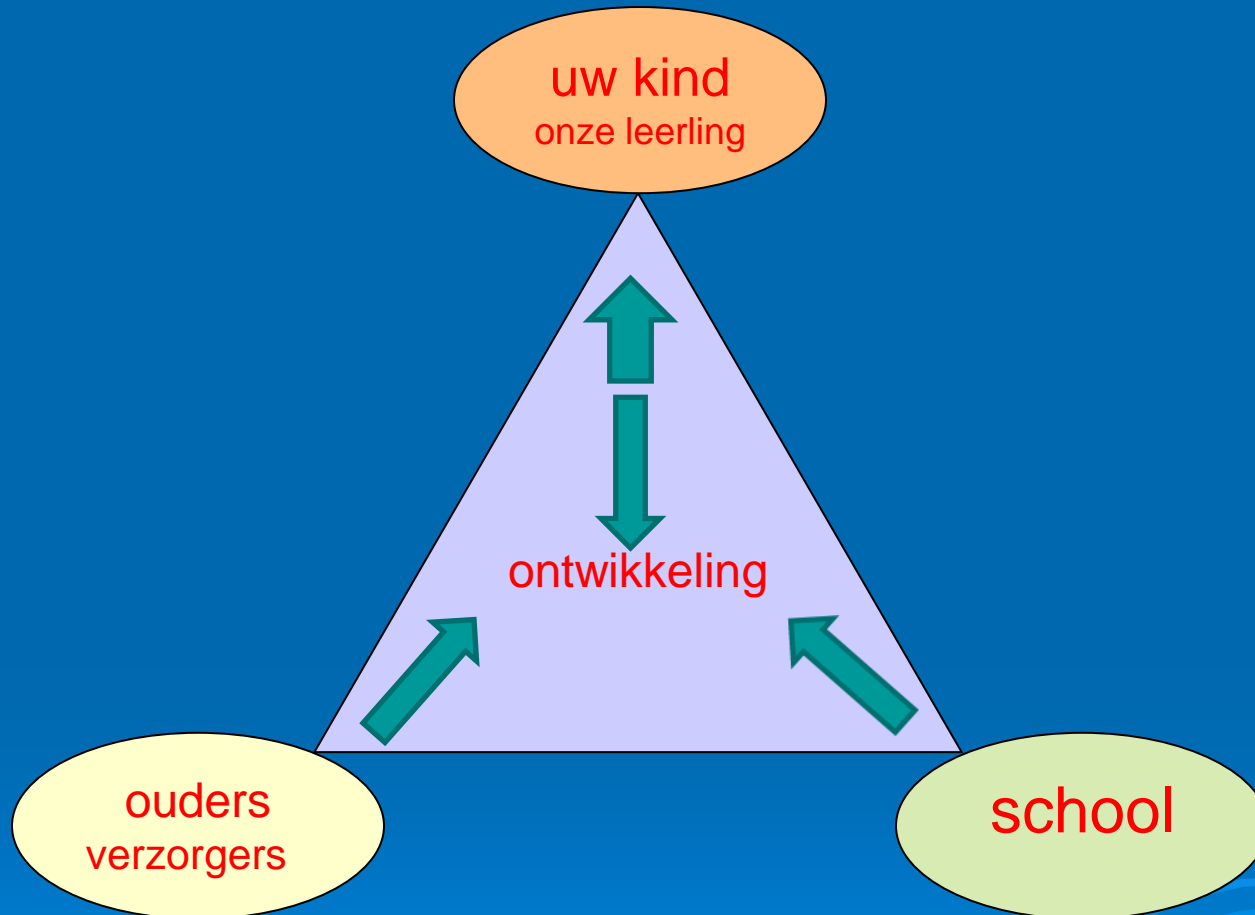 uw kind
onze leerling
ontwikkeling
ouders
verzorgers
school